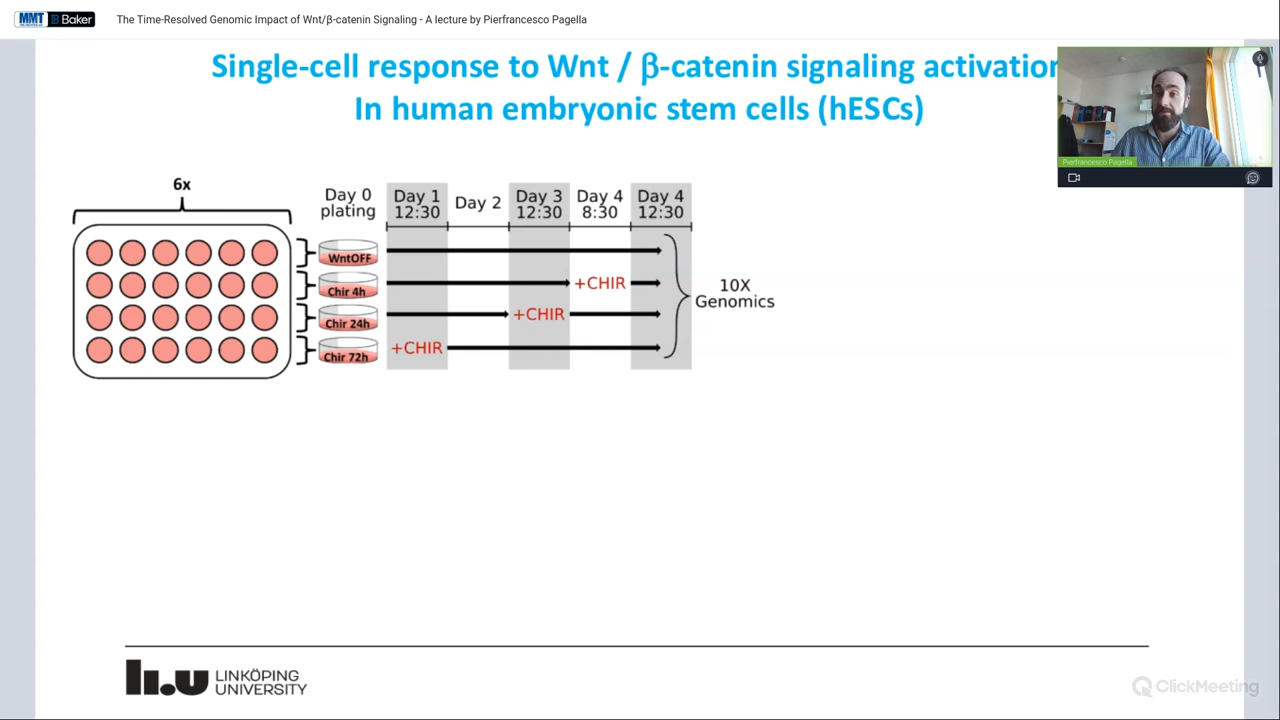 MMT
Baker
The Time-Resolved Genomic Impact of Wnt/β-catenin Signaling - A lecture by Pierfrancesco Pagella
Single-cell response to Wnt / β-catenin signaling activation
In human embryonic stem cells (hESCs)
Pierfrancesco Pagella
6x
Day 0
plating
Day 1
12:30
Day 2
Day 3
12:30
Day 4
8:30
Day 4
12:30
WntOFF
Chir 4h
+CHIR
Chir 24h
+CHIR
Chir 72h
+CHIR
10X
Genomics
li.u LINKÖPING
UNIVERSITY
ClickMeeting